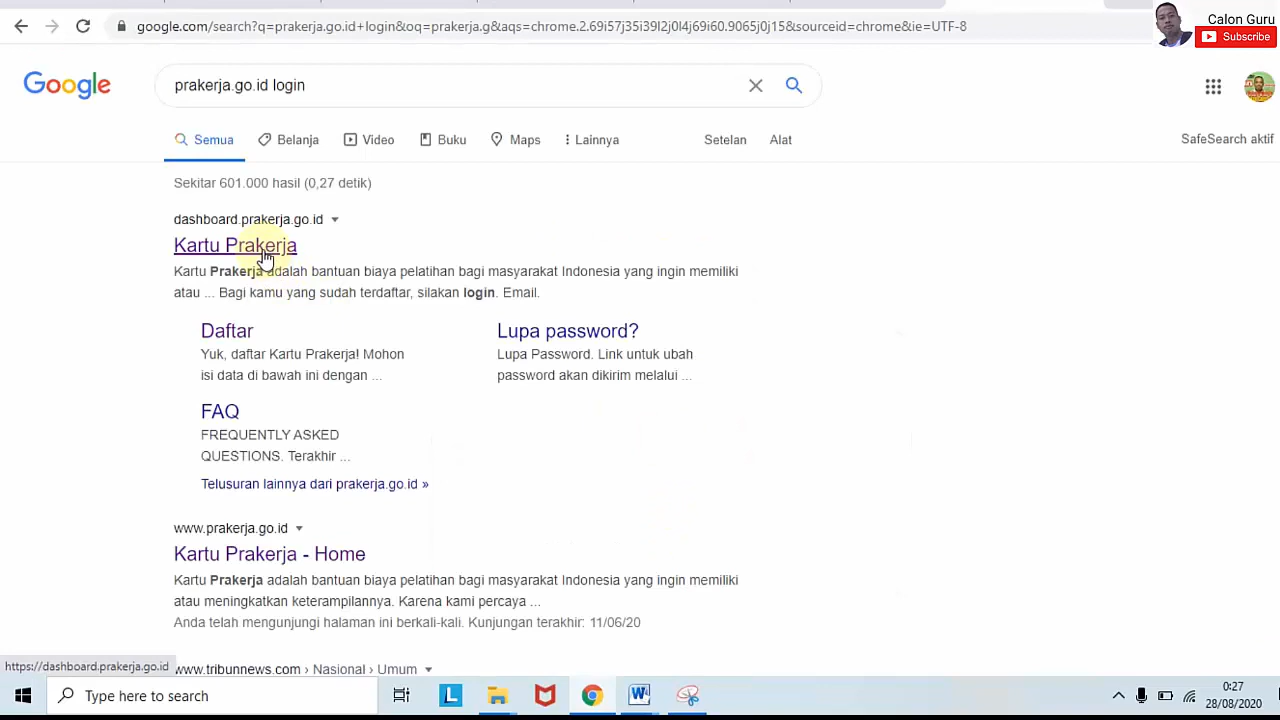 google.com/search?q=prakerja.go.id+login&oq=prakerja.g&aqs=chrome.2.69i57j35i39l2j0l4j69i60.9065j0j15&sourceid=chrome&ie=UTF-8
Calon Guru
Subscribe
Google
prakerja.go.id login
Semua
Belanja
Video
Buku
Maps
Lainnya
Setelan
Alat
SafeSearch aktif
Sekitar 601.000 hasil (0,27 detik)
dashboard.prakerja.go.id
Kartu Prakerja
Kartu Prakerja adalah bantuan biaya pelatihan bagi masyarakat Indonesia yang ingin memiliki
atau ... Bagi kamu yang sudah terdaftar, silakan login. Email.
Daftar
Yuk, daftar Kartu Prakerja! Mohon
isi data di bawah ini dengan ...
Lupa password?
Lupa Password. Link untuk ubah
password akan dikirim melalui ...
FAQ
FREQUENTLY ASKED
QUESTIONS. Terakhir ...
Telusuran lainnya dari prakerja.go.id »
www.prakerja.go.id
Kartu Prakerja - Home
Kartu Prakerja adalah bantuan biaya pelatihan bagi masyarakat Indonesia yang ingin memiliki
atau meningkatkan keterampilannya. Karena kami percaya ...
Anda telah mengunjungi halaman ini berkali-kali. Kunjungan terakhir: 11/06/20
https://dashboard.prakerja.go.id
www.tribunnews.com › Nasional › Umum
Type here to search
0:27
28/08/2020